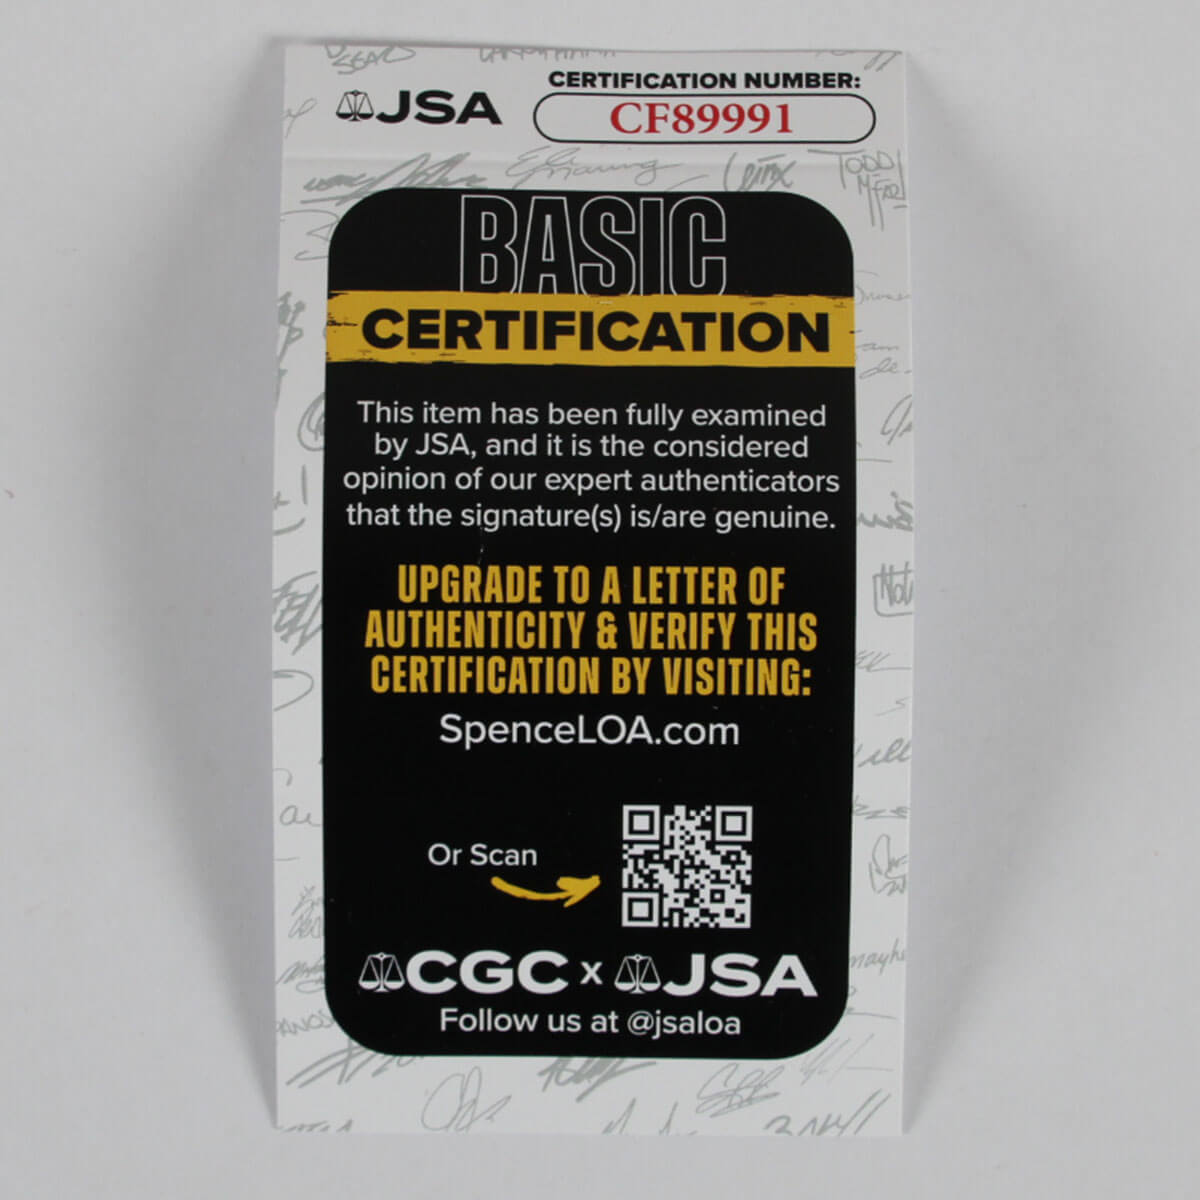 JSA
CERTIFICATION NUMBER:
CF89991
TODD
BASIC
CERTIFICATION
This item has been fully examined
by JSA, and it is the considered
opinion of our expert authenticators
that the signature(s) is/are genuine.
UPGRADE TO A LETTER OF
AUTHENTICITY & VERIFY THIS
CERTIFICATION BY VISITING:
SpenceLOA.com
Or Scan
CGC x JSA
Follow us at @jsaloa